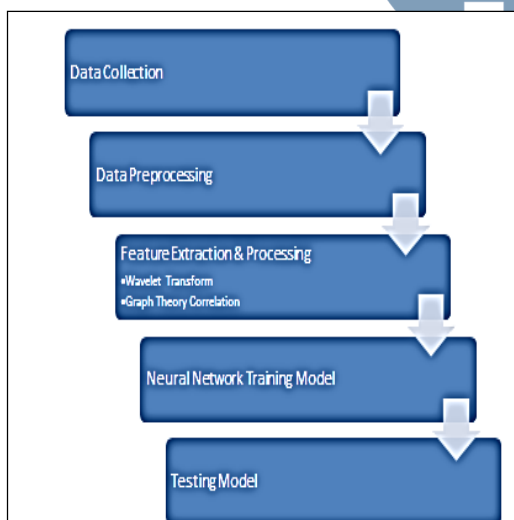 Data Collection
Data Preprocessing
Feature Extraction & Processing
•Wavelet Transform
•Graph Theory Correlation
Neural Network Training Model
Testing Model